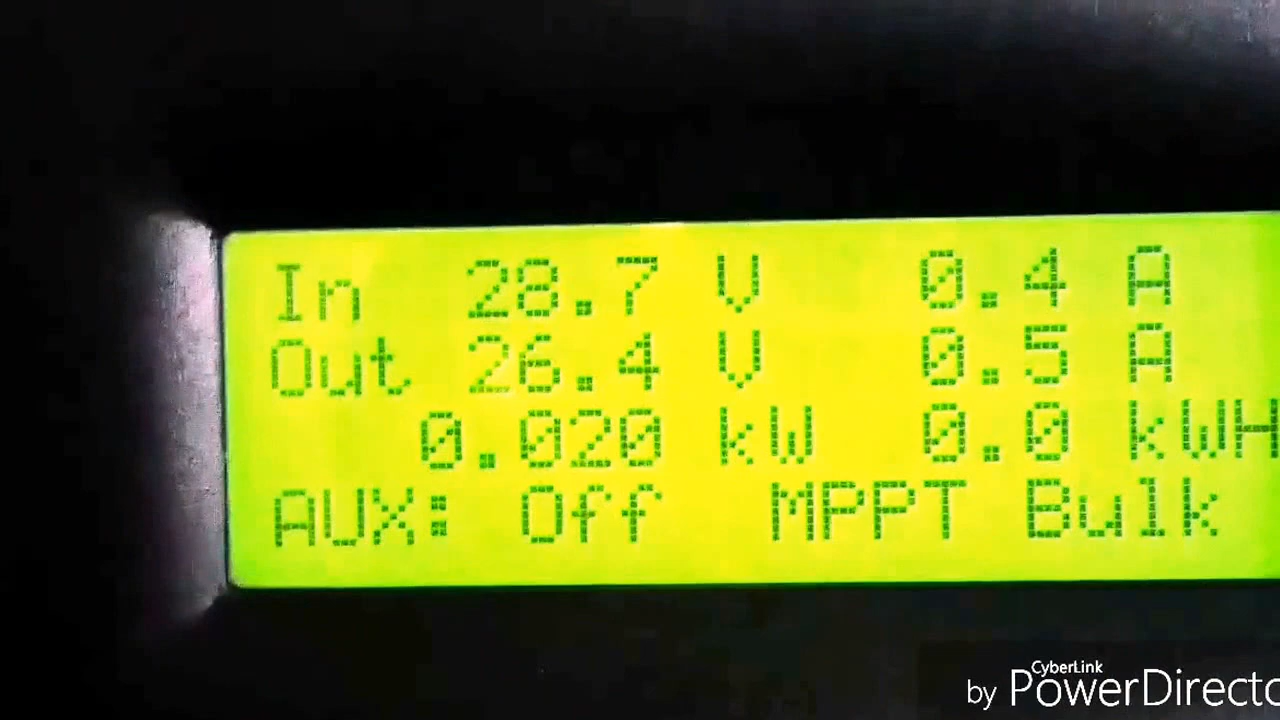 In 28.7 V 0.4 A
Out 26.4 V 0.5 A
0.020 kW 0.0 kWH
AUX: Off MPPT Bulk
CyberLink
by PowerDirecto